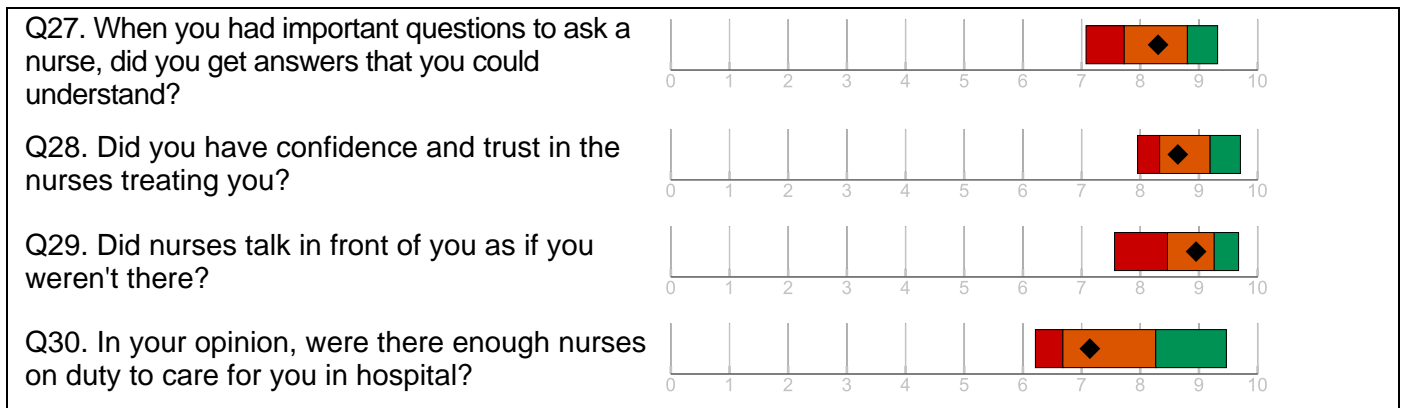 Q27. When you had important questions to ask a
nurse, did you get answers that you could
understand?
0 1 2 3 4 5 6 7 8 9 10
Q28. Did you have confidence and trust in the
nurses treating you?
0 1 2 3 4 5 6 7 8 9 10
Q29. Did nurses talk in front of you as if you
weren't there?
0 1 2 3 4 5 6 7 8 9 10
Q30. In your opinion, were there enough nurses
on duty to care for you in hospital?
0 1 2 3 4 5 6 7 8 9 10